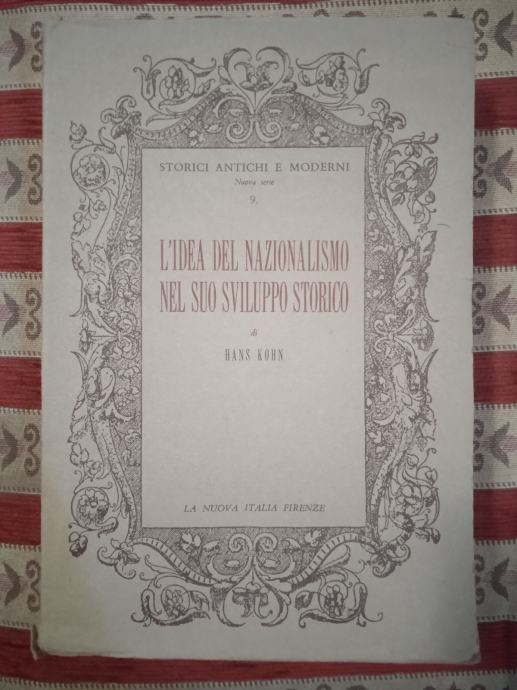 STORICI ANTICHI E MODERNI
Nuova serie
9.
L'IDEA DEL NAZIONALISMO
NEL SUO SVILUPPO STORICO
di
HANS KOHN
LA NUOVA ITALIA FIRENZE